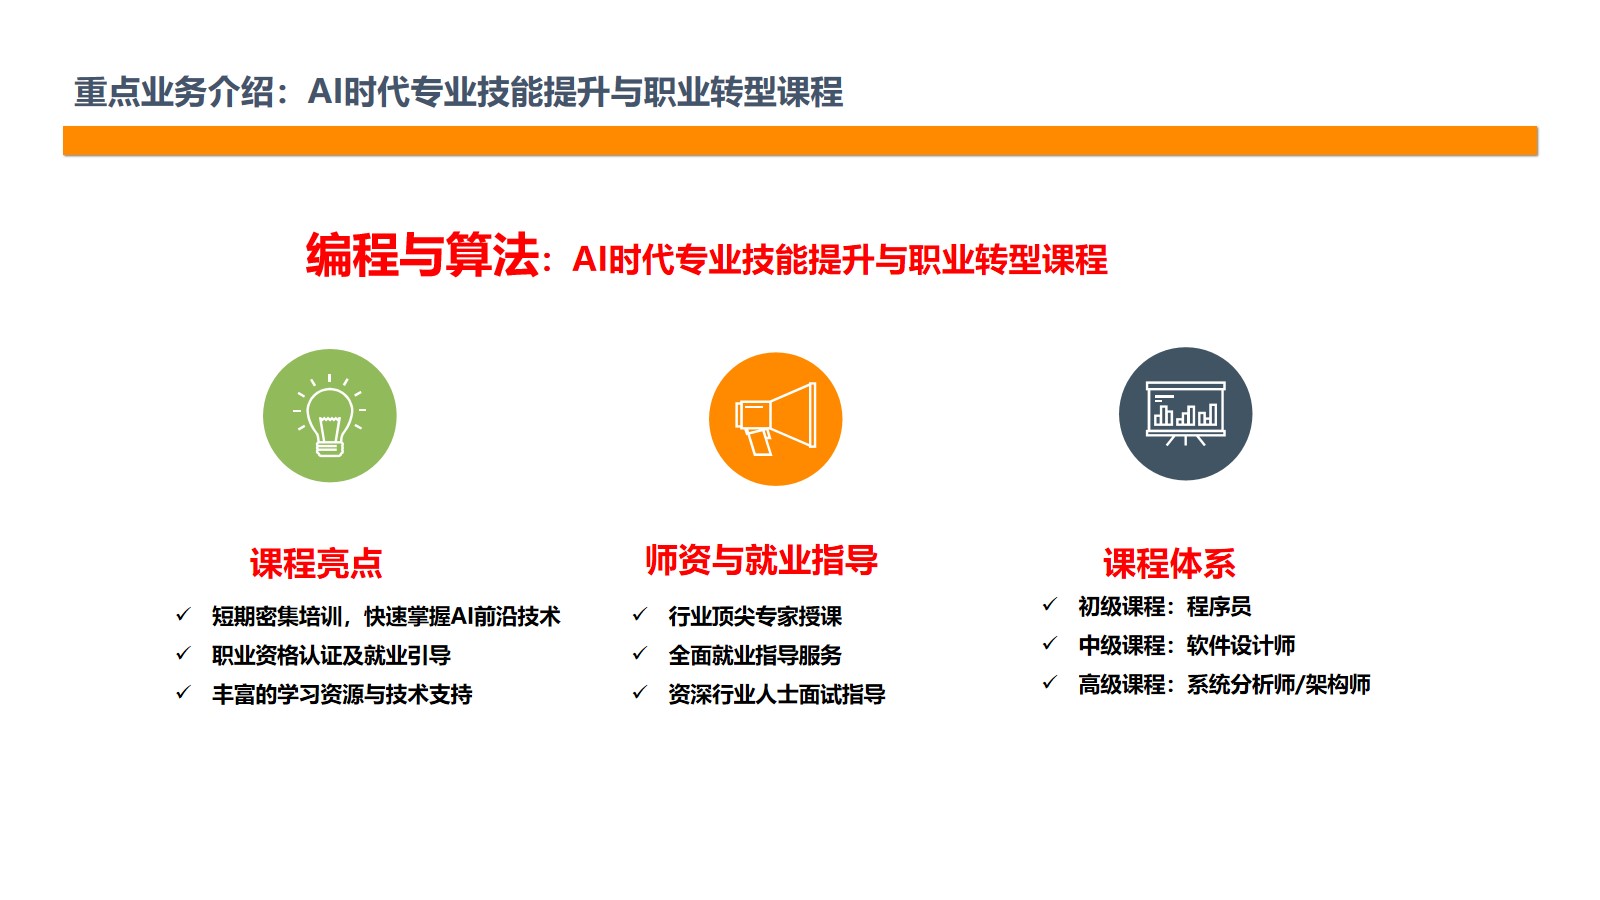 重点业务介绍：AI时代专业技能提升与职业转型课程
编程与算法：AI时代专业技能提升与职业转型课程
课程亮点
短期密集培训，快速掌握AI前沿技术
职业资格认证及就业引导
丰富的学习资源与技术支持
师资与就业指导
行业顶尖专家授课
全面就业指导服务
资深行业人士面试指导
课程体系
初级课程：程序员
中级课程：软件设计师
高级课程：系统分析师/架构师